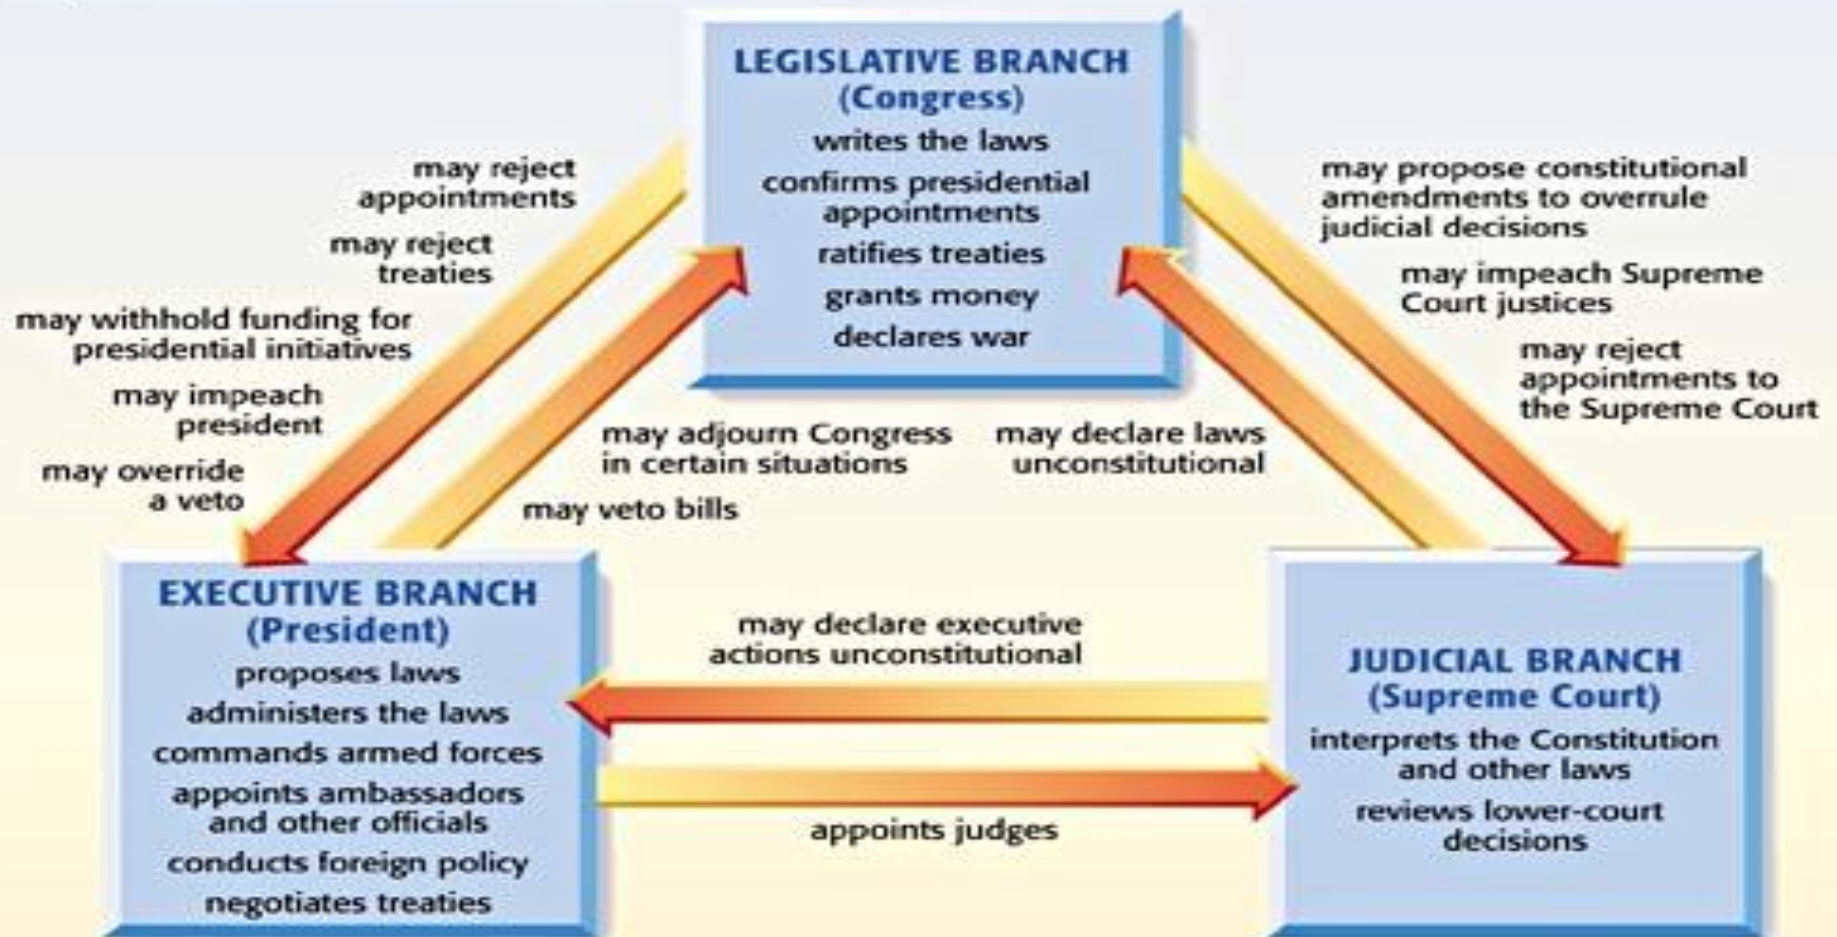 LEGISLATIVE BRANCH
(Congress)
writes the laws
confirms presidential
appointments
ratifies treaties
grants money
declares war
may reject
appointments
may reject
treaties
may withhold funding for
presidential initiatives
may impeach
president
may override
a veto
may adjourn Congress
in certain situations
may veto bills
may declare laws
unconstitutional
may propose constitutional
amendments to overrule
judicial decisions
may impeach Supreme
Court justices
may reject
appointments to
the Supreme Court
EXECUTIVE BRANCH
(President)
proposes laws
administers the laws
commands armed forces
appoints ambassadors
and other officials
conducts foreign policy
negotiates treaties
may declare executive
actions unconstitutional
appoints judges
JUDICIAL BRANCH
(Supreme Court)
interprets the Constitution
and other laws
reviews lower-court
decisions